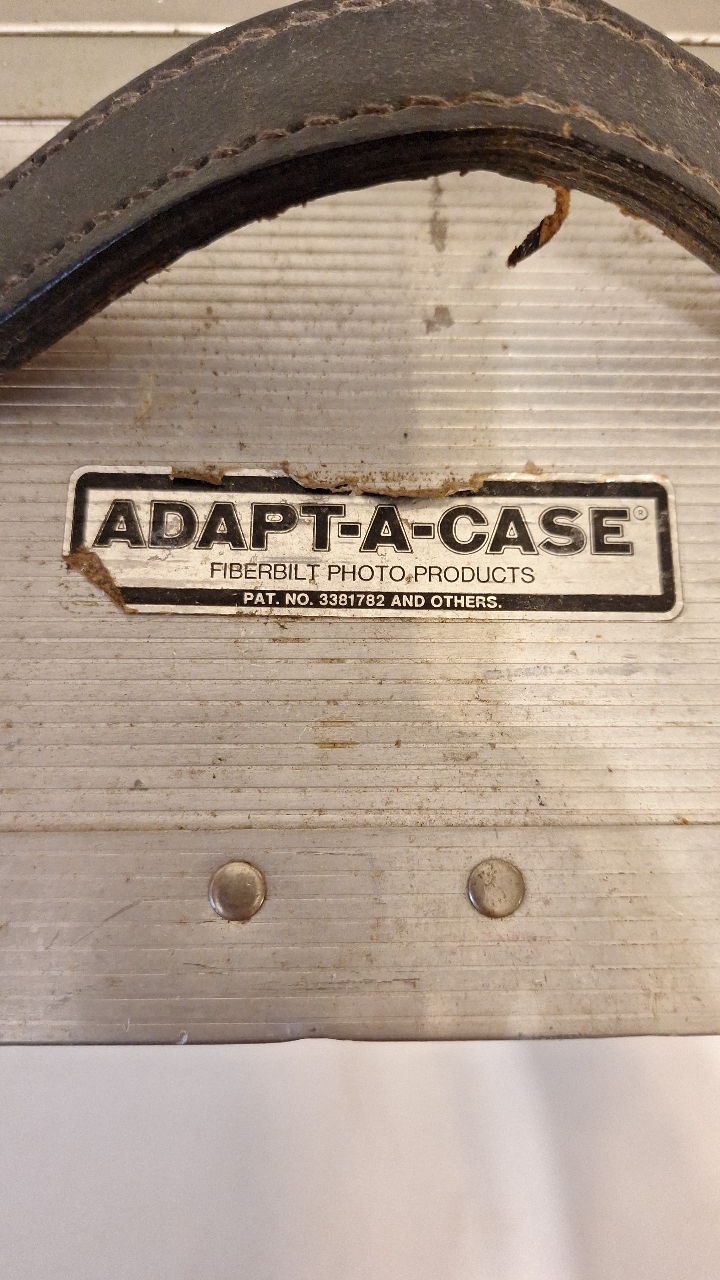 ADAPT-A-CASE®
FIBERBILT PHOTO PRODUCTS
PAT. NO. 3381782 AND OTHERS.